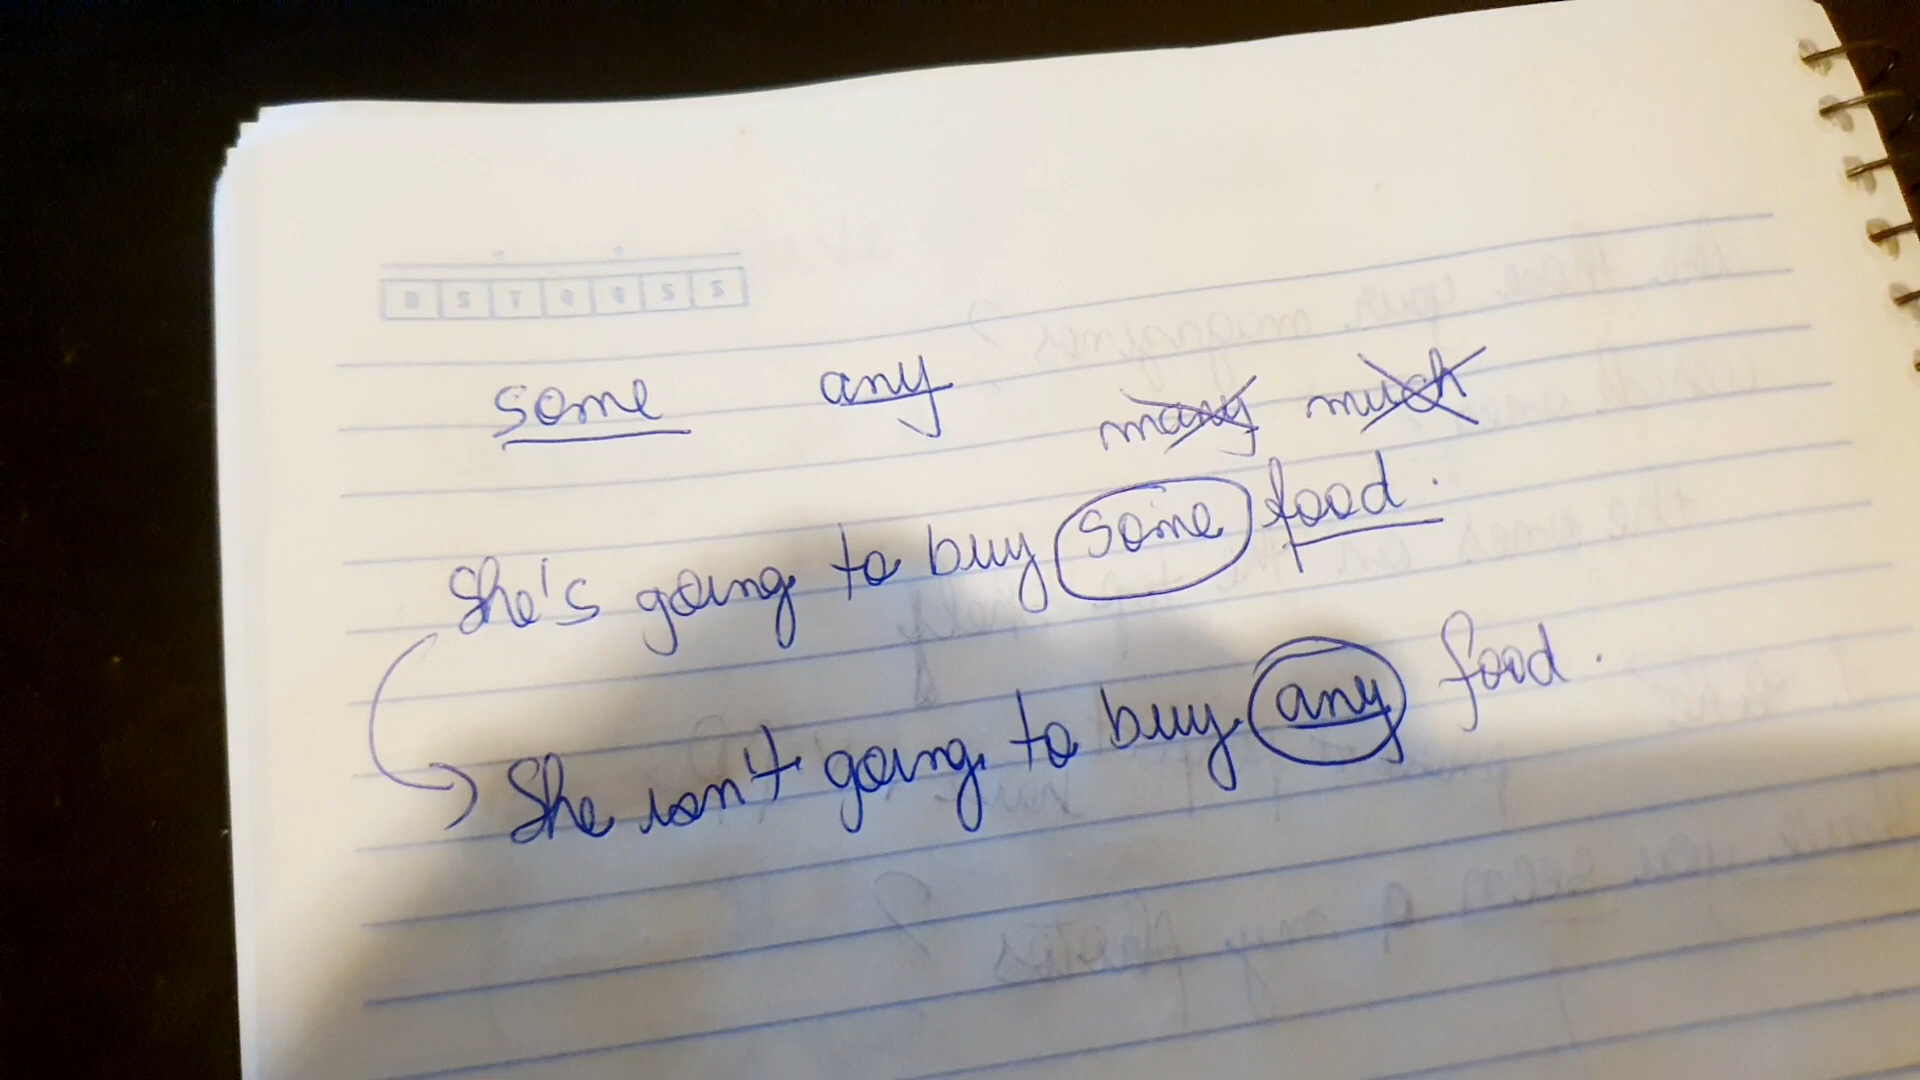 some any many much
She's going to buy some food.
She isn't going to buy any food.